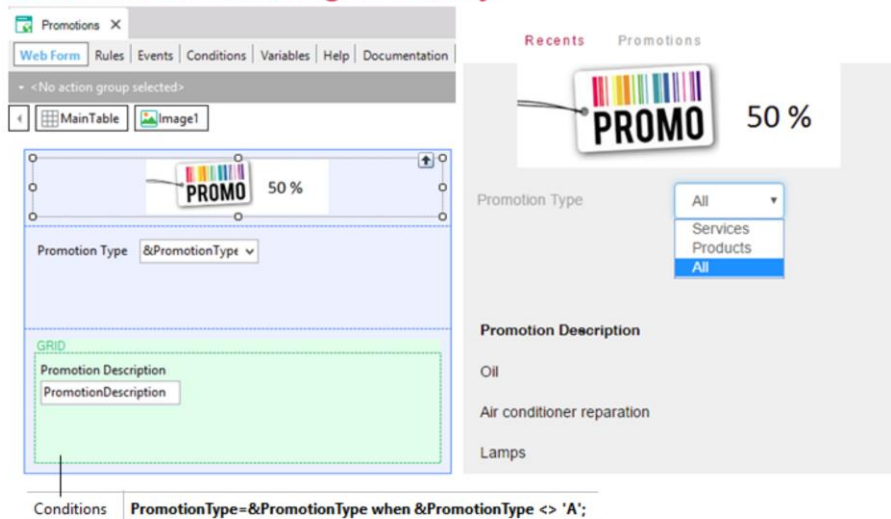 Promotions X
Web Form Rules Events Conditions Variables Help Documentation
<No action group selected>
MainTable Image1
PROMO 50 %
Promotion Type &PromotionType
GRID
Promotion Description
PromotionDescription
Conditions PromotionType=&PromotionType when &PromotionType <> 'A';
Recents Promotions
PROMO 50 %
Promotion Type All
Services
Products
All
Promotion Description
Oil
Air conditioner reparation
Lamps